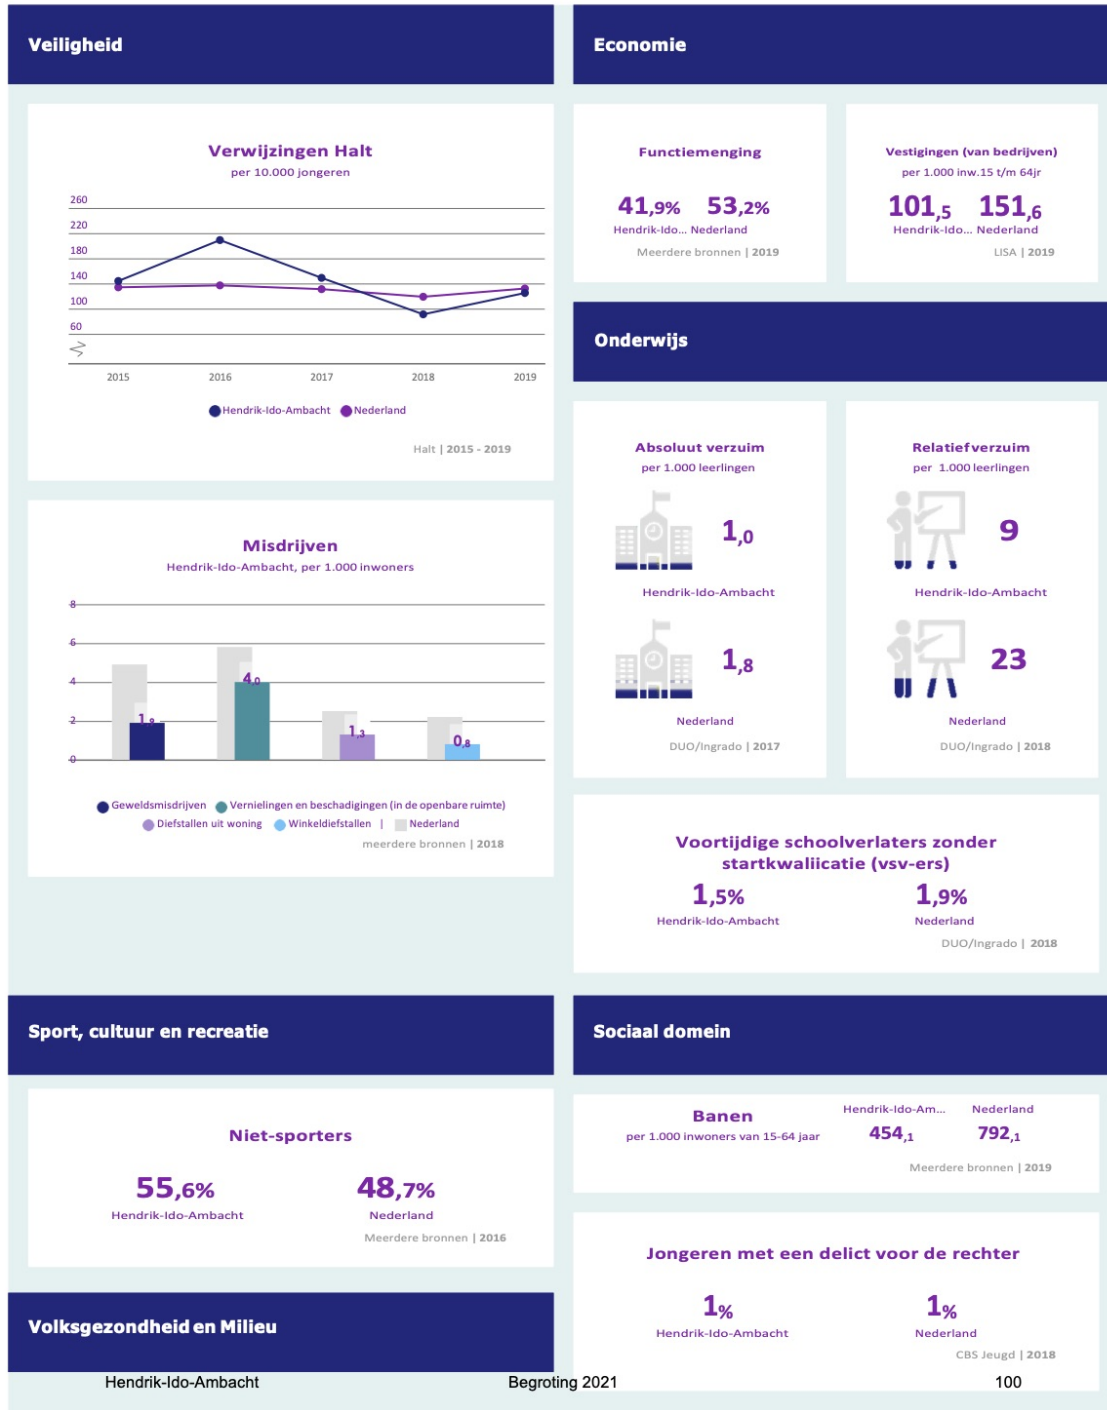 Veiligheid
Verwijzingen Halt
per 10.000 jongeren
260
220
180
140
100
60
2015 2016 2017 2018 2019
Hendrik-Ido-Ambacht Nederland
Halt | 2015 - 2019
Misdrijven
Hendrik-Ido-Ambacht, per 1.000 inwoners
8
6
4
2
0
1,8
4,0
1,3
0,8
Geweldsmisdrijven Vernielingen en beschadigingen (in de openbare ruimte)
Diefstallen uit woning Winkeldiefstallen | Nederland
meerdere bronnen | 2018
Economie
Functiemenging
41,9% 53,2%
Hendrik-Ido... Nederland
Meerdere bronnen | 2019
Vestigingen (van bedrijven)
per 1.000 inw.15 t/m 64jr
101,5 151,6
Hendrik-Ido... Nederland
LISA | 2019
Onderwijs
Absoluut verzuim
per 1.000 leerlingen
1,0
Hendrik-Ido-Ambacht
1,8
Nederland
DUO/Ingrado | 2017
Relatiefverzuim
per 1.000 leerlingen
9
Hendrik-Ido-Ambacht
23
Nederland
DUO/Ingrado | 2018
Voortijdige schoolverlaters zonder
startkwaliicatie (vsv-ers)
1,5% 1,9%
Hendrik-Ido-Ambacht Nederland
DUO/Ingrado | 2018
Sport, cultuur en recreatie
Niet-sporters
55,6% 48,7%
Hendrik-Ido-Ambacht Nederland
Meerdere bronnen | 2016
Sociaal domein
Banen
per 1.000 inwoners van 15-64 jaar
Hendrik-Ido-Am... Nederland
454,1 792,1
Meerdere bronnen | 2019
Jongeren met een delict voor de rechter
1% 1%
Hendrik-Ido-Ambacht Nederland
CBS Jeugd | 2018
Volksgezondheid en Milieu
Hendrik-Ido-Ambacht Begroting 2021 100